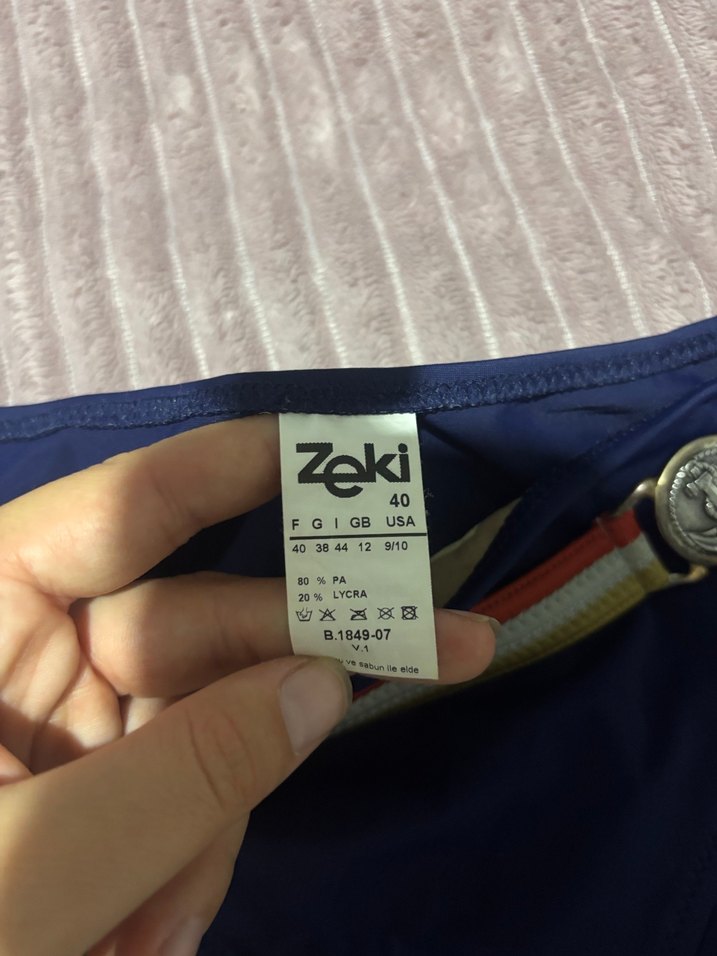 Zeki
40
F G I GB USA
40 38 44 12 9/10
80 % PA
20 % LYCRA
B.1849-07
V.1
ve sabun ile elde